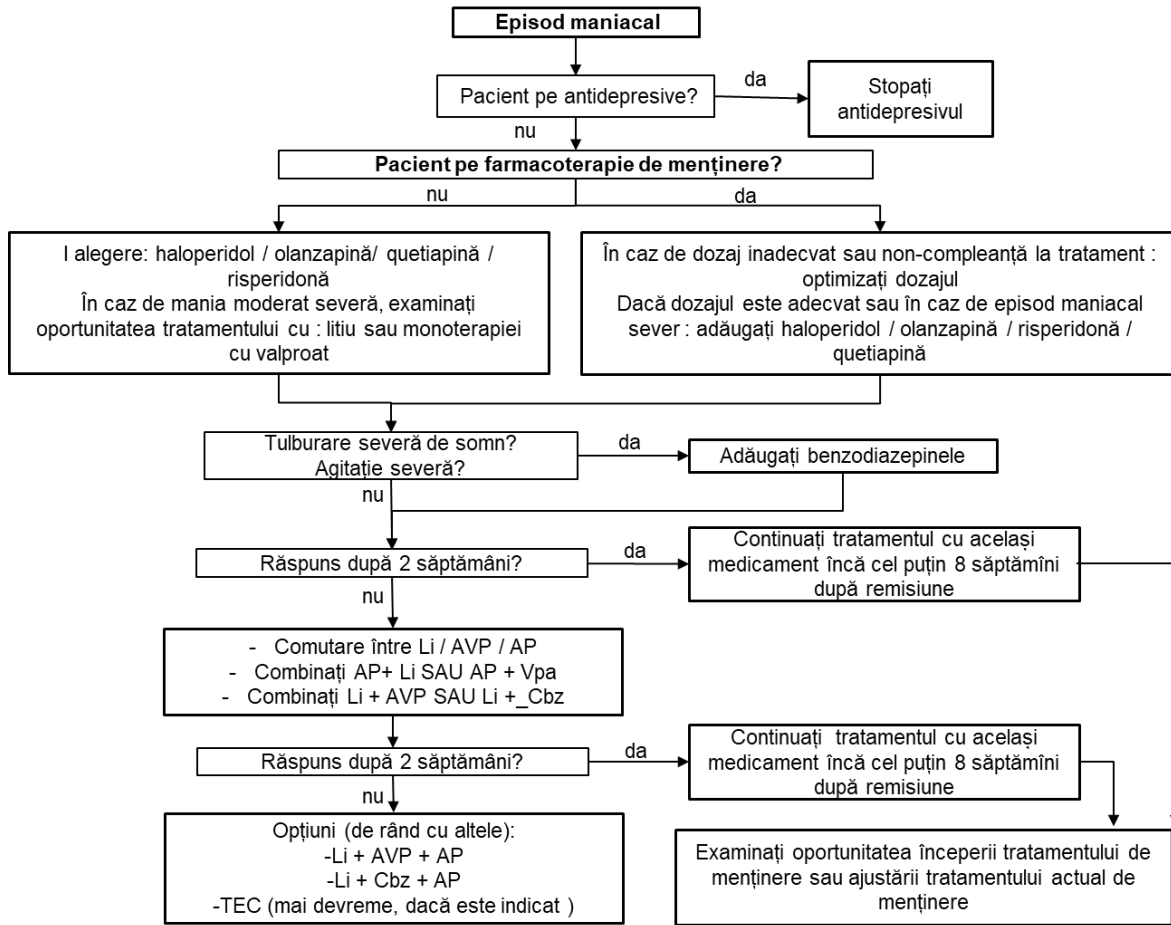 Episod maniacal
Pacient pe antidepresive?
da
Stopați
antidepresivul
nu
Pacient pe farmacoterapie de menținere?
nu
da
I alegere: haloperidol / olanzapină/ quetiapină /
risperidonă
În caz de mania moderat severă, examinați
oportunitatea tratamentului cu : litiu sau monoterapiei
cu valproat
În caz de dozaj inadecvat sau non-compleanță la tratament :
optimizați dozajul
Dacă dozajul este adecvat sau în caz de episod maniacal
sever : adăugați haloperidol / olanzapină / risperidonă /
quetiapină
Tulburare severă de somn?
Agitație severă?
da
Adăugați benzodiazepinele
nu
Răspuns după 2 săptămâni?
da
Continuați tratamentul cu același
medicament încă cel puțin 8 săptămîni
după remisiune
nu
- Comutare între Li / AVP / AP
- Combinați AP+ Li SAU AP + Vpa
- Combinați Li + AVP SAU Li +_Cbz
Răspuns după 2 săptămâni?
da
Continuați tratamentul cu același
medicament încă cel puțin 8 săptămîni
după remisiune
nu
Opțiuni (de rând cu altele):
-Li + AVP + AP
-Li + Cbz + AP
-TEC (mai devreme, dacă este indicat )
Examinați oportunitatea începerii tratamentului de
menținere sau ajustării tratamentului actual de
menținere